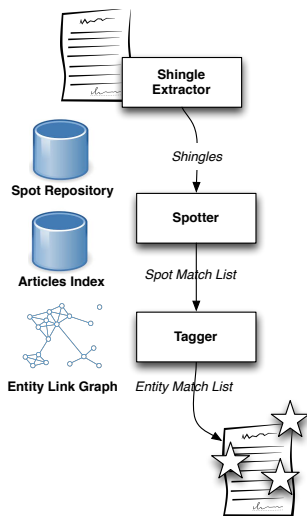 Shingle
Extractor
Shingles
Spot Repository
Spotter
Spot Match List
Articles Index
Tagger
Entity Link Graph
Entity Match List